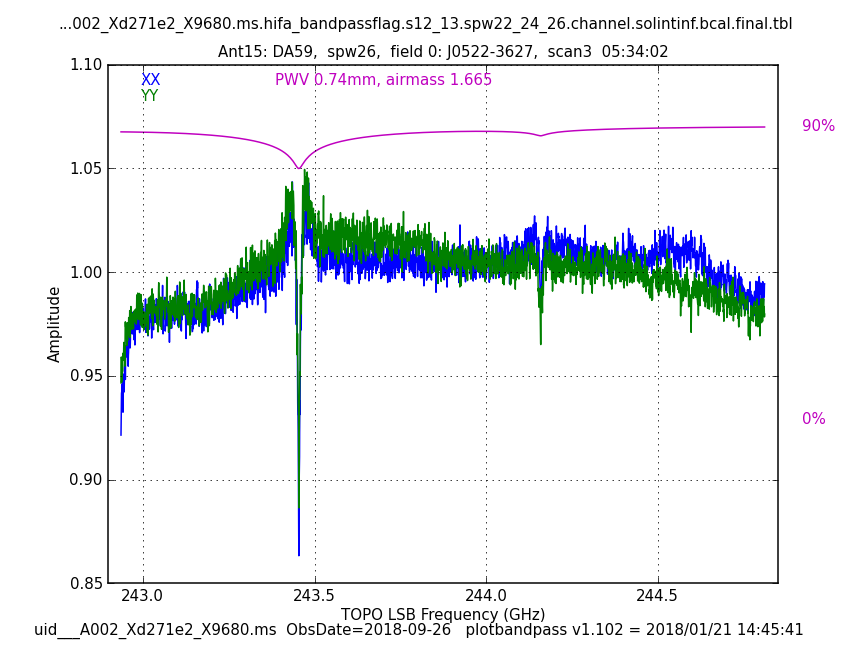 ...002_Xd271e2_X9680.ms.hifa_bandpassflag.s12_13.spw22_24_26.channel.solintinf.bcal.final.tbl
Ant15: DA59,  spw26,  field 0: J0522-3627,  scan3  05:34:02
XX
YY
PWV 0.74mm, airmass 1.665
1.10
1.05
1.00
0.95
0.90
0.85
90%
0%
Amplitude
243.0 243.5 244.0 244.5
TOPO LSB Frequency (GHz)
uid___A002_Xd271e2_X9680.ms  ObsDate=2018-09-26   plotbandpass v1.102 = 2018/01/21 14:45:41